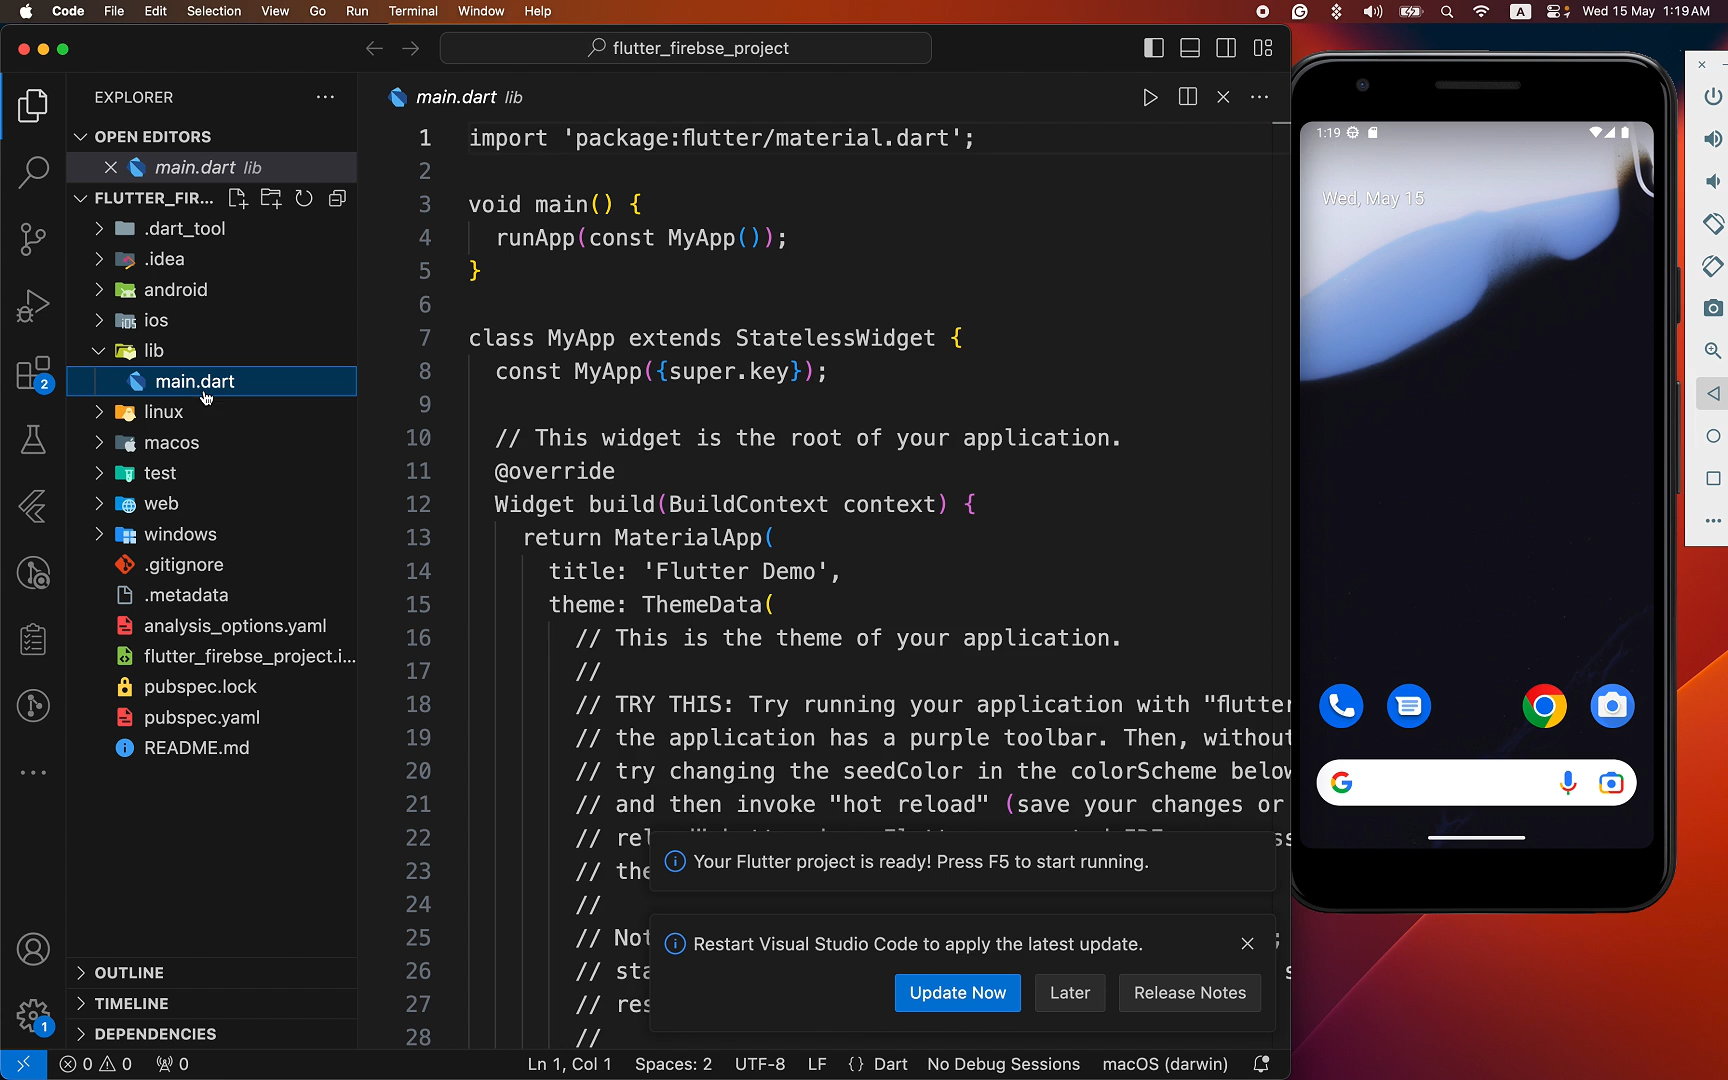 Code File Edit Selection View Go Run Terminal Window Help
A Wed 15 May 1:19 AM
flutter_firebse_project
EXPLORER
OPEN EDITORS
main.dart lib
FLUTTER_FIR...
.dart_tool
.idea
android
ios
lib
main.dart
linux
macos
test
web
windows
.gitignore
.metadata
analysis_options.yaml
flutter_firebse_project.i...
pubspec.lock
pubspec.yaml
README.md
OUTLINE
TIMELINE
DEPENDENCIES
2
1
main.dart lib
1 import 'package:flutter/material.dart';
2
3 void main() {
4 runApp(const MyApp());
5 }
6
7 class MyApp extends StatelessWidget {
8 const MyApp({super.key});
9
10 // This widget is the root of your application.
11 @override
12 Widget build(BuildContext context) {
13 return MaterialApp(
14 title: 'Flutter Demo',
15 theme: ThemeData(
16 // This is the theme of your application.
17 //
18 // TRY THIS: Try running your application with "flutter
19 // the application has a purple toolbar. Then, without
20 // try changing the seedColor in the colorScheme below
21 // and then invoke "hot reload" (save your changes or
22 // rel
23 // the
24 //
25 // Not
26 // sta
27 // res
28 //
Your Flutter project is ready! Press F5 to start running.
Restart Visual Studio Code to apply the latest update.
Update Now Later Release Notes
0 0 0
Ln 1, Col 1 Spaces: 2 UTF-8 LF {} Dart No Debug Sessions macOS (darwin)
1:19
Wed, May 15